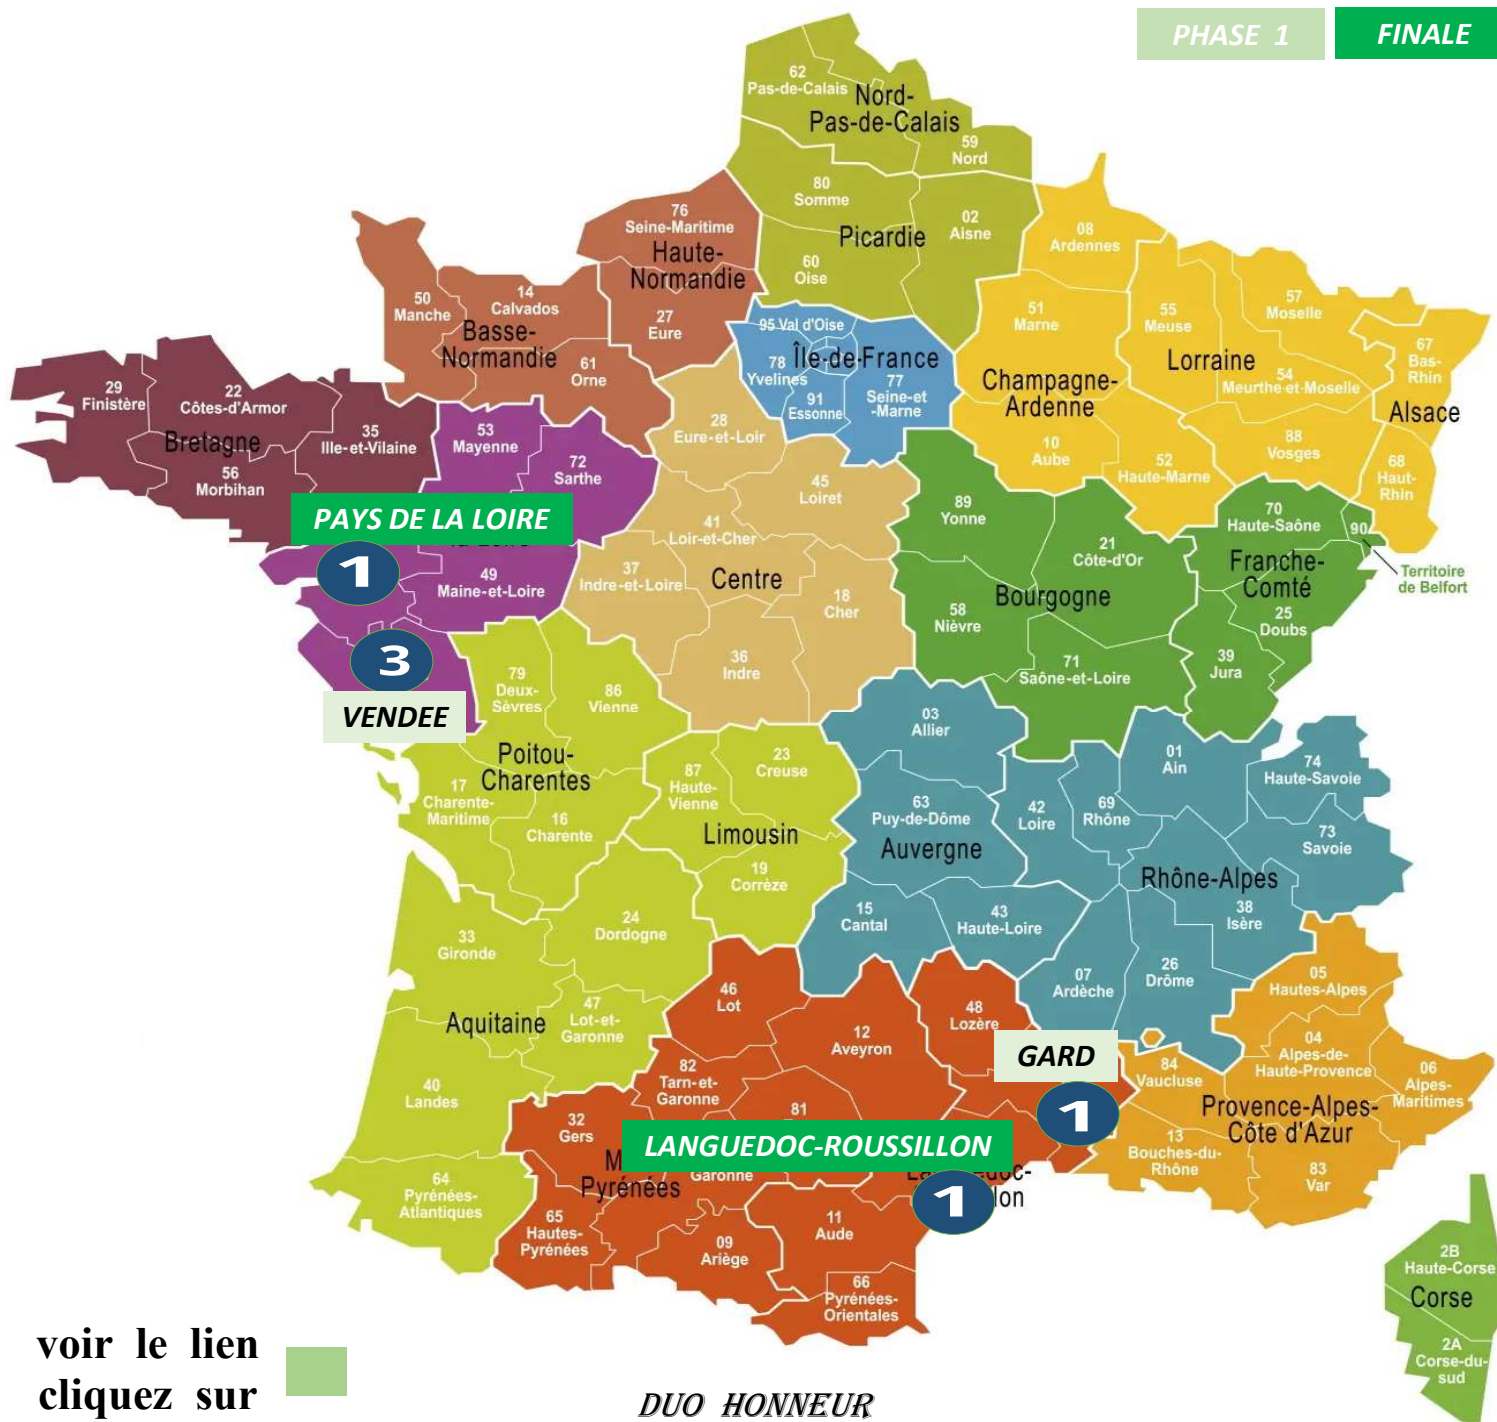 PHASE 1
FINALE
62
Pas-de-Calais
Nord-
Pas-de-Calais
59
Nord
80
Somme
02
Aisne
Picardie
60
Oise
76
Seine-Maritime
Haute-
Normandie
27
Eure
50
Manche
14
Calvados
Basse-
Normandie
61
Orne
08
Ardennes
51
Marne
Champagne-
Ardenne
10
Aube
52
Haute-Marne
55
Meuse
57
Moselle
Lorraine
54
Meurthe-et-Moselle
88
Vosges
67
Bas-
Rhin
Alsace
68
Haut-
Rhin
95 Val d'Oise
Île-de-France
78
Yvelines
91
Essonne
77
Seine-et
-Marne
29
Finistère
22
Côtes-d'Armor
Bretagne
35
Ille-et-Vilaine
56
Morbihan
53
Mayenne
72
Sarthe
PAYS DE LA LOIRE
1
49
Maine-et-Loire
3
VENDEE
28
Eure-et-Loir
45
Loiret
41
Loir-et-Cher
37
Indre-et-Loire
Centre
18
Cher
36
Indre
89
Yonne
21
Côte-d'Or
Bourgogne
58
Nièvre
71
Saône-et-Loire
70
Haute-Saône
90
Territoire
de Belfort
Franche-
Comté
25
Doubs
39
Jura
79
Deux-
Sèvres
86
Vienne
Poitou-
Charentes
17
Charente-
Maritime
16
Charente
87
Haute-
Vienne
23
Creuse
Limousin
19
Corrèze
03
Allier
63
Puy-de-Dôme
Auvergne
15
Cantal
43
Haute-Loire
42
Loire
69
Rhône
01
Ain
74
Haute-Savoie
73
Savoie
Rhône-Alpes
38
Isère
07
Ardèche
26
Drôme
33
Gironde
24
Dordogne
47
Lot-et-
Garonne
Aquitaine
40
Landes
64
Pyrénées-
Atlantiques
46
Lot
12
Aveyron
82
Tarn-et-
Garonne
81
32
Gers
Garonne
Pyrénées
65
Hautes-
Pyrénées
09
Ariège
48
Lozère
GARD
1
LANGUEDOC-ROUSSILLON
1
11
Aude
66
Pyrénées-
Orientales
05
Hautes-Alpes
04
Alpes-de-
Haute-Provence
06
Alpes-
Maritimes
84
Vaucluse
Provence-Alpes-
Côte d'Azur
13
Bouches-du-
Rhône
83
Var
2B
Haute-Corse
Corse
2A
Corse-du-
sud
voir le lien
cliquez sur
DUO HONNEUR